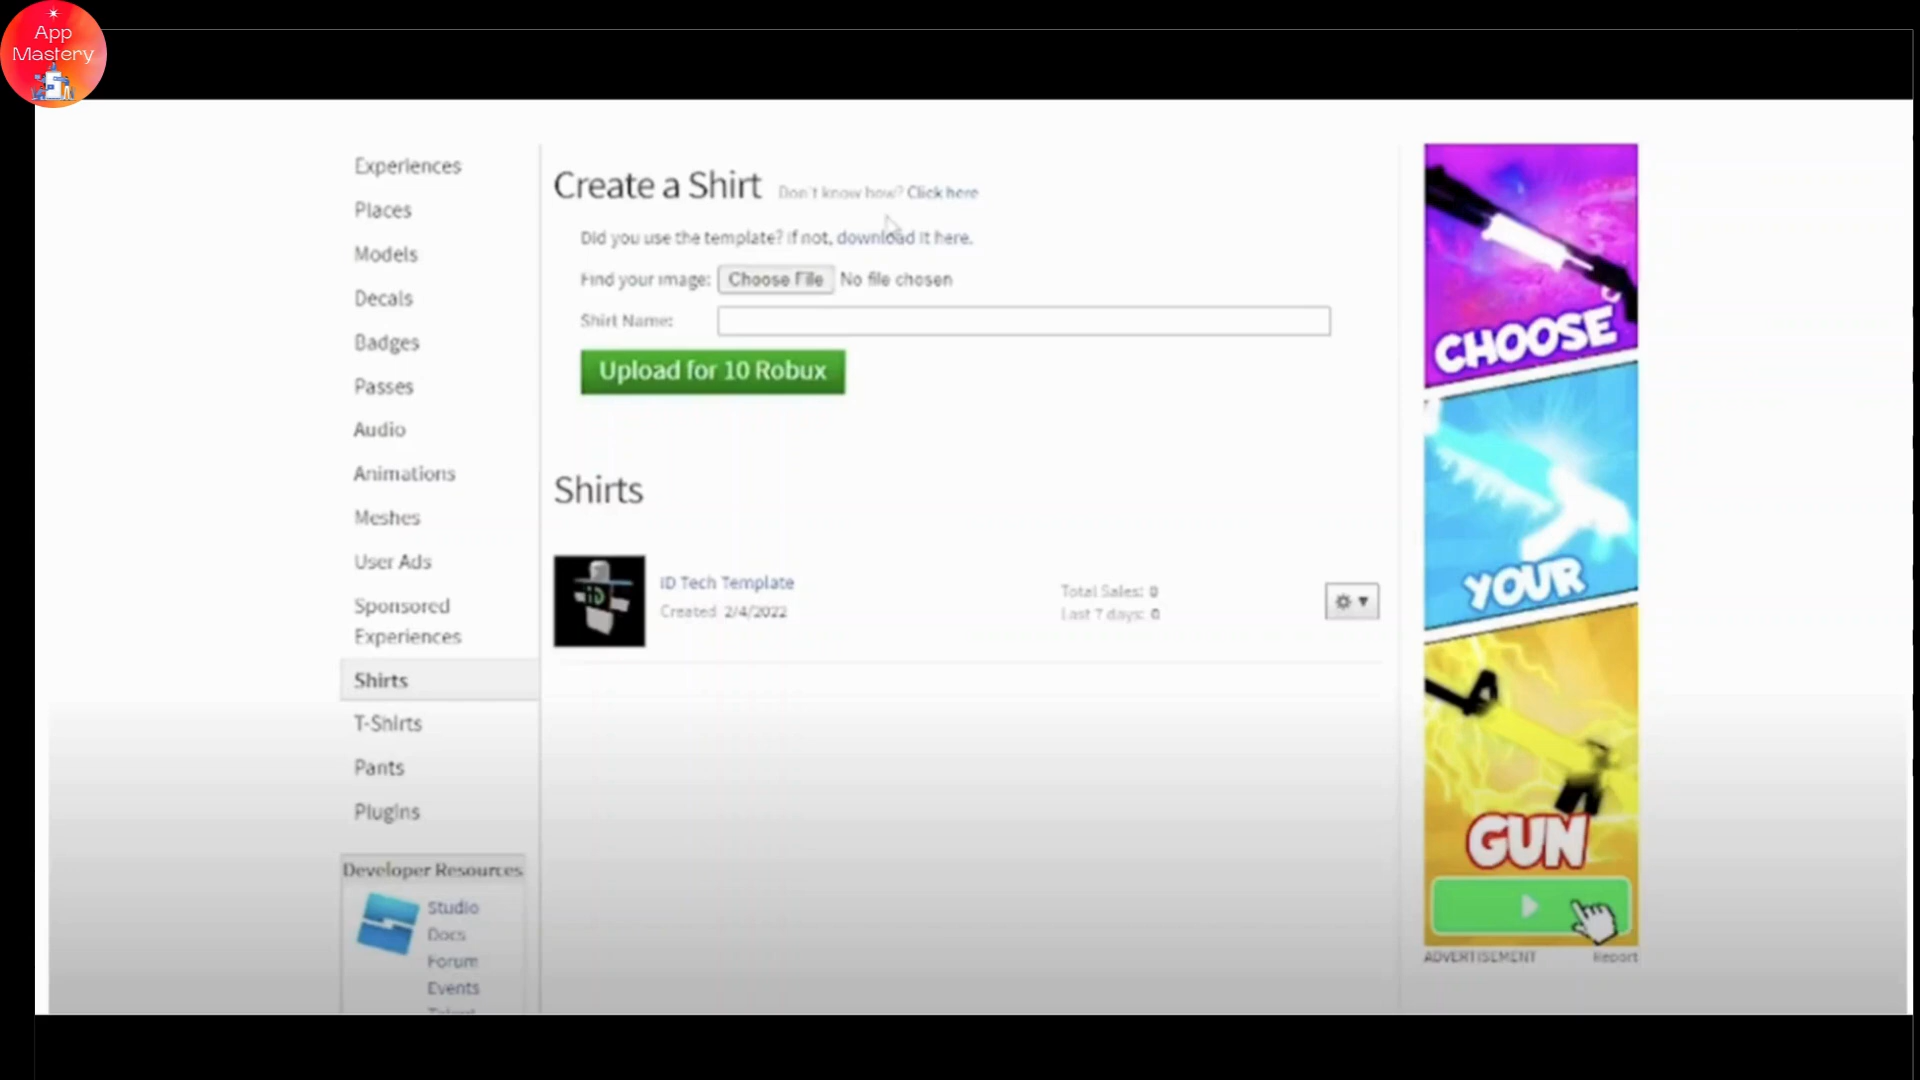 App
Mastery
Experiences
Places
Models
Decals
Badges
Passes
Audio
Animations
Meshes
User Ads
Sponsored
Experiences
Shirts
T-Shirts
Pants
Plugins
Developer Resources
Studio
Docs
Forum
Events
Create a Shirt Don't know how? Click here
Did you use the template? If not, download it here.
Find your image: Choose File No file chosen
Shirt Name:
Upload for 10 Robux
Shirts
iD
ID Tech Template
Created 2/4/2022
Total Sales: 0
Last 7 days: 0
CHOOSE
YOUR
GUN
ADVERTISEMENT Report